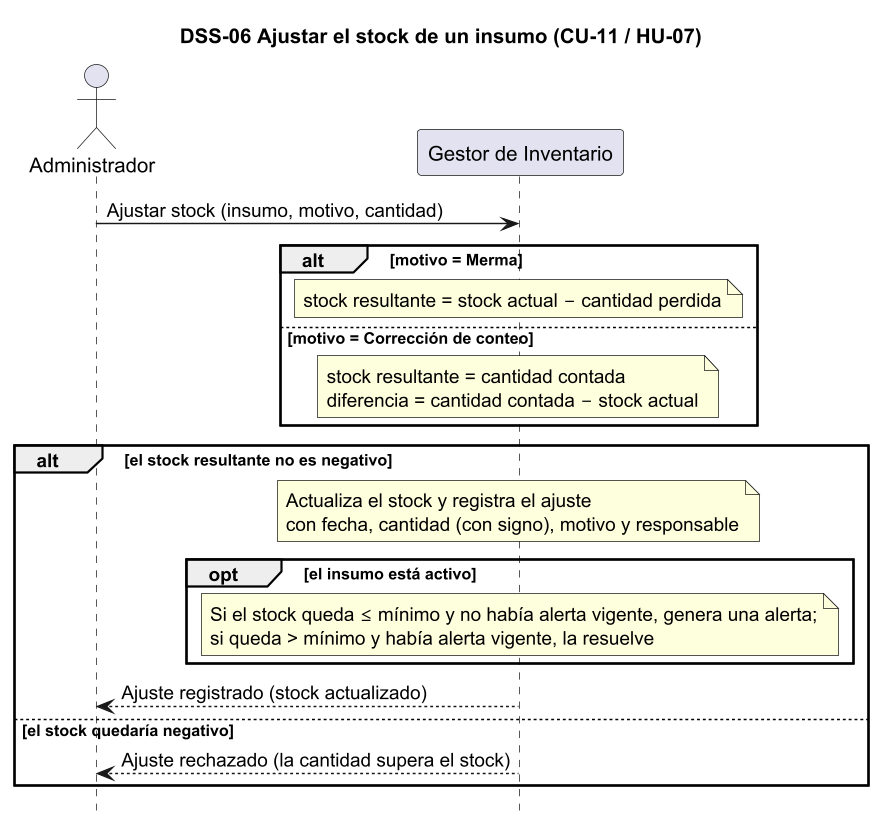 DSS-06 Ajustar el stock de un insumo (CU-11 / HU-07)
Administrador
Gestor de Inventario
Ajustar stock (insumo, motivo, cantidad)
alt
[motivo = Merma]
stock resultante = stock actual − cantidad perdida
[motivo = Corrección de conteo]
stock resultante = cantidad contada
diferencia = cantidad contada − stock actual
alt
[el stock resultante no es negativo]
Actualiza el stock y registra el ajuste
con fecha, cantidad (con signo), motivo y responsable
opt
[el insumo está activo]
Si el stock queda ≤ mínimo y no había alerta vigente, genera una alerta;
si queda > mínimo y había alerta vigente, la resuelve
Ajuste registrado (stock actualizado)
[el stock quedaría negativo]
Ajuste rechazado (la cantidad supera el stock)